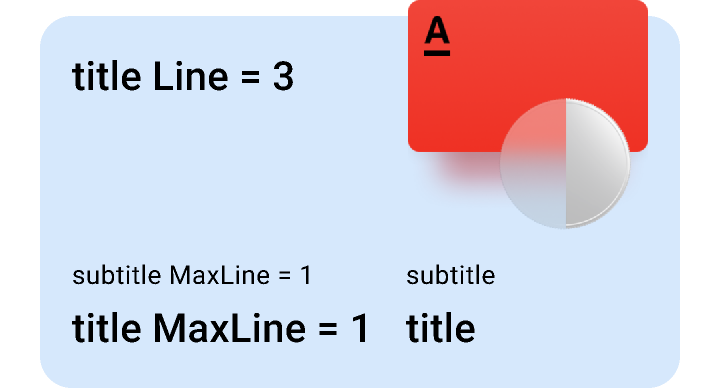 title Line = 3
A
subtitle MaxLine = 1
subtitle
title MaxLine = 1
title